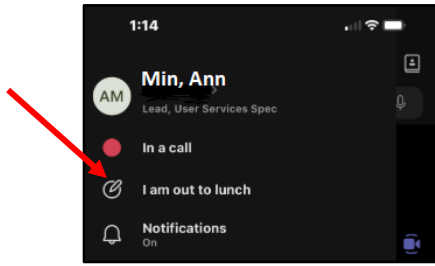 1:14
Min, Ann
AM
Lead, User Services Spec
In a call
I am out to lunch
Notifications
On